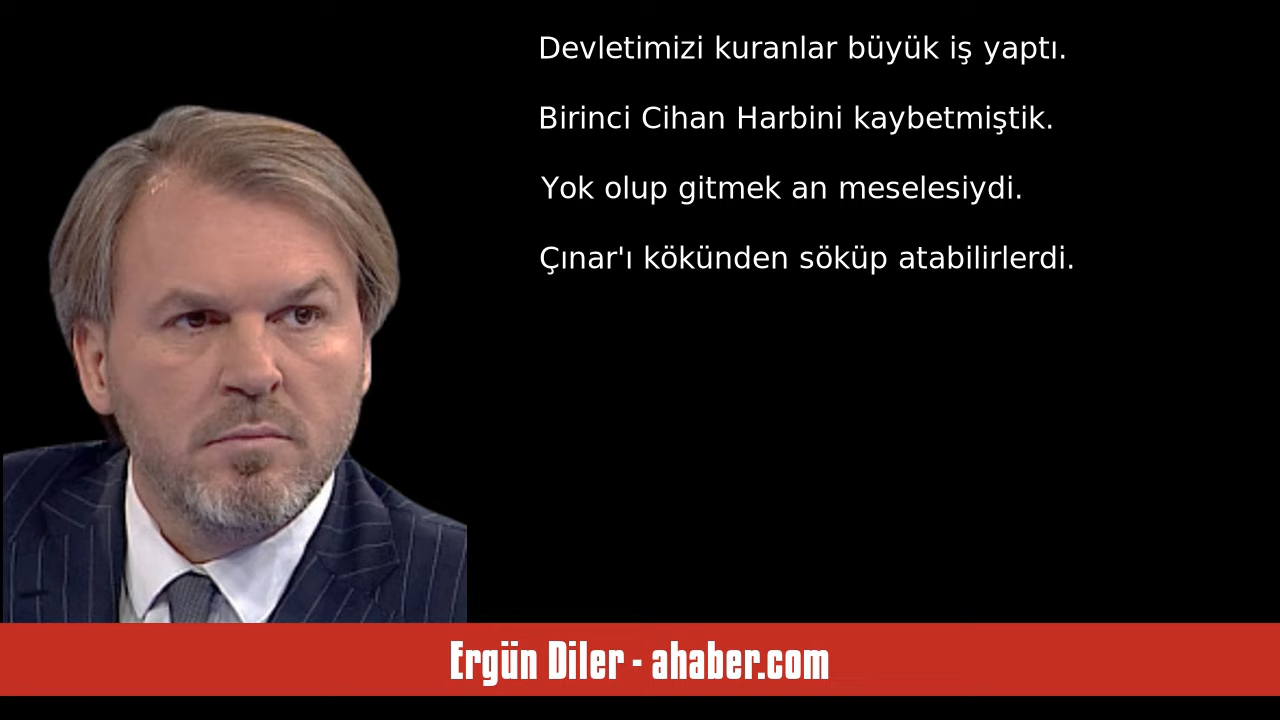 Devletimizi kuranlar büyük iş yaptı.
Birinci Cihan Harbini kaybetmiştik.
Yok olup gitmek an meselesiydi.
Çınar'ı kökünden söküp atabilirlerdi.
Ergün Diler - ahaber.com